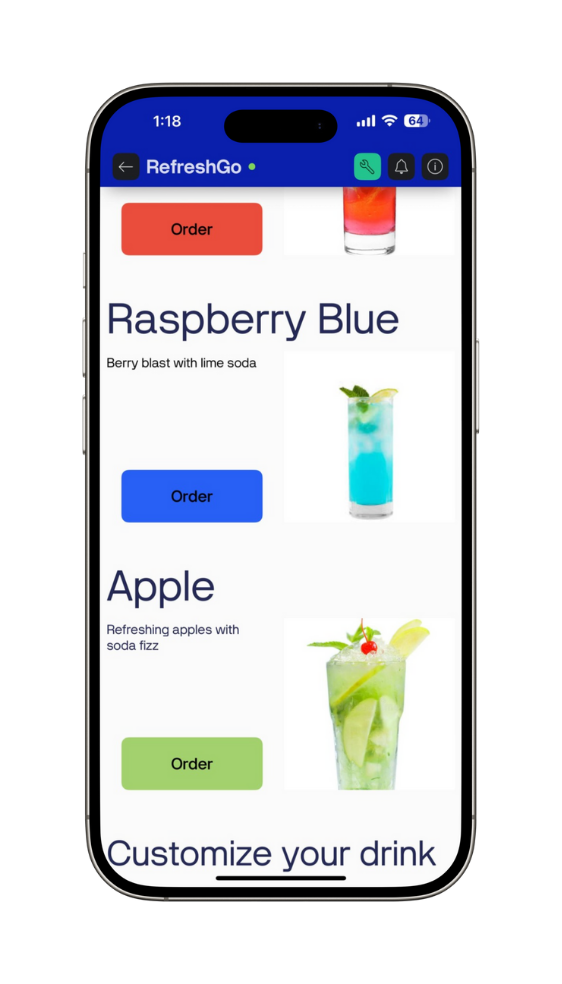 1:18
64
RefreshGo
Order
Raspberry Blue
Berry blast with lime soda
Order
Apple
Refreshing apples with
soda fizz
Order
Customize your drink